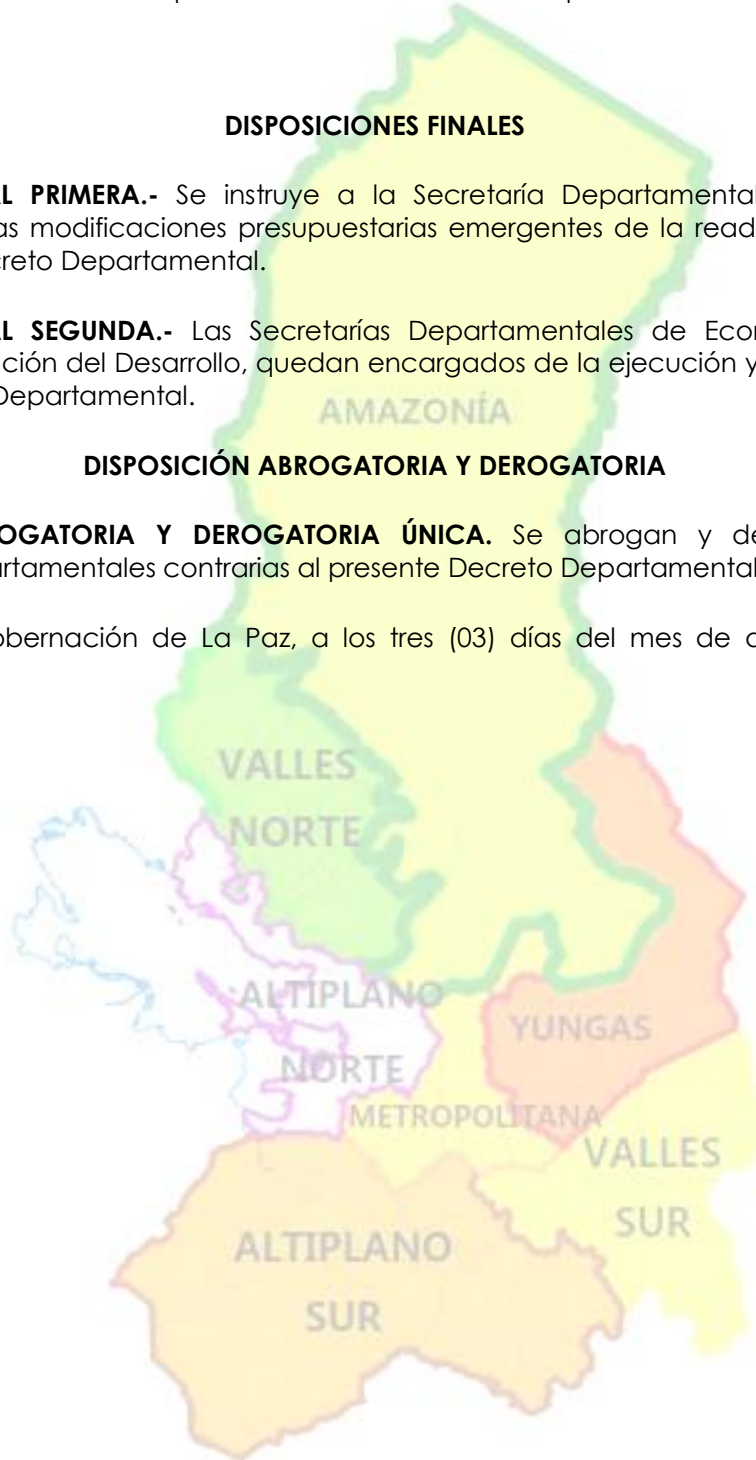 DISPOSICIONES FINALES
AL PRIMERA.- Se instruye a la Secretaría Departamental
as modificaciones presupuestarias emergentes de la read
creto Departamental.
AL SEGUNDA.- Las Secretarías Departamentales de Econ
ción del Desarrollo, quedan encargados de la ejecución y
Departamental.
AMAZONÍA
DISPOSICIÓN ABROGATORIA Y DEROGATORIA
OGATORIA Y DEROGATORIA ÚNICA. Se abrogan y de
artamentales contrarias al presente Decreto Departamental
obernación de La Paz, a los tres (03) días del mes de
VALLES
NORTE
ALTIPLANO
NORTE
YUNGAS
METROPOLITANA
VALLES
SUR
ALTIPLANO
SUR